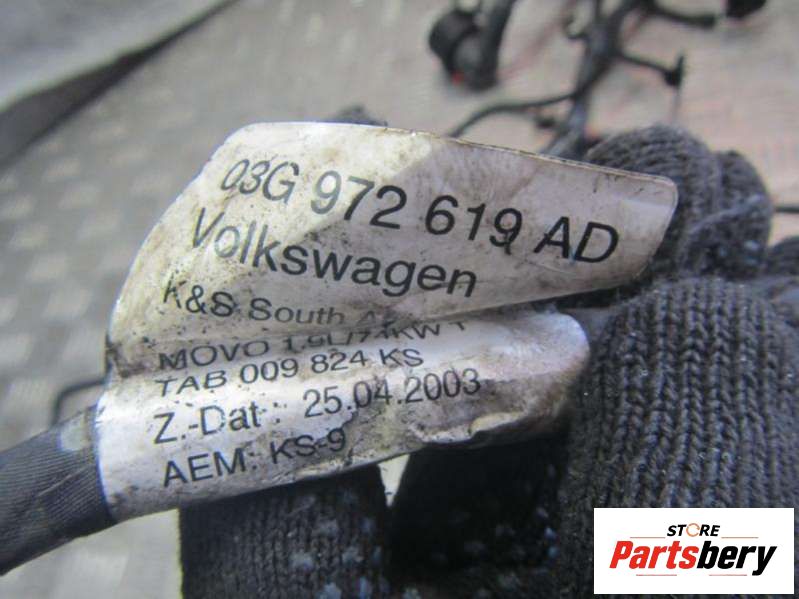 03G 972 619 AD
Volkswagen
K&S South
MOVO 1.9L/74KW
TAB 009 824 KS
Z.-Dat : 25.04.2003
AEM: KS-9
STORE
Partsbery